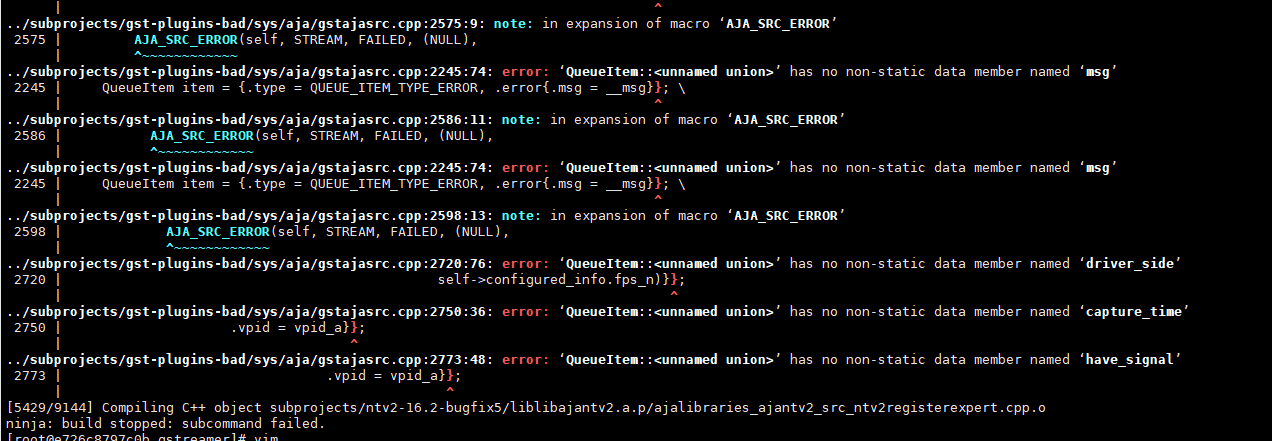 |
^
../subprojects/gst-plugins-bad/sys/aja/gstajasrc.cpp:2575:9: note: in expansion of macro ‘AJA_SRC_ERROR’
2575 |         AJA_SRC_ERROR(self, STREAM, FAILED, (NULL),
|         ^~~~~~~~~~~~~
../subprojects/gst-plugins-bad/sys/aja/gstajasrc.cpp:2245:74: error: ‘QueueItem::<unnamed union>’ has no non-static data member named ‘msg’
2245 |     QueueItem item = {.type = QUEUE_ITEM_TYPE_ERROR, .error{.msg = __msg}}; \
|                                                                          ^
../subprojects/gst-plugins-bad/sys/aja/gstajasrc.cpp:2586:11: note: in expansion of macro ‘AJA_SRC_ERROR’
2586 |           AJA_SRC_ERROR(self, STREAM, FAILED, (NULL),
|           ^~~~~~~~~~~~~
../subprojects/gst-plugins-bad/sys/aja/gstajasrc.cpp:2245:74: error: ‘QueueItem::<unnamed union>’ has no non-static data member named ‘msg’
2245 |     QueueItem item = {.type = QUEUE_ITEM_TYPE_ERROR, .error{.msg = __msg}}; \
|                                                                          ^
../subprojects/gst-plugins-bad/sys/aja/gstajasrc.cpp:2598:13: note: in expansion of macro ‘AJA_SRC_ERROR’
2598 |             AJA_SRC_ERROR(self, STREAM, FAILED, (NULL),
|             ^~~~~~~~~~~~~
../subprojects/gst-plugins-bad/sys/aja/gstajasrc.cpp:2720:76: error: ‘QueueItem::<unnamed union>’ has no non-static data member named ‘driver_side’
2720 |                                               self->configured_info.fps_n)}};
|                                                                            ^
../subprojects/gst-plugins-bad/sys/aja/gstajasrc.cpp:2750:36: error: ‘QueueItem::<unnamed union>’ has no non-static data member named ‘capture_time’
2750 |                     .vpid = vpid_a}};
|                                    ^
../subprojects/gst-plugins-bad/sys/aja/gstajasrc.cpp:2773:48: error: ‘QueueItem::<unnamed union>’ has no non-static data member named ‘have_signal’
2773 |                                 .vpid = vpid_a}};
|                                                ^
[5429/9144] Compiling C++ object subprojects/ntv2-16.2-bugfix5/liblibajantv2.a.p/ajalibraries_ajantv2_src_ntv2registerexpert.cpp.o
ninja: build stopped: subcommand failed.
[root@e726c8797c0b gstreamer]# vim